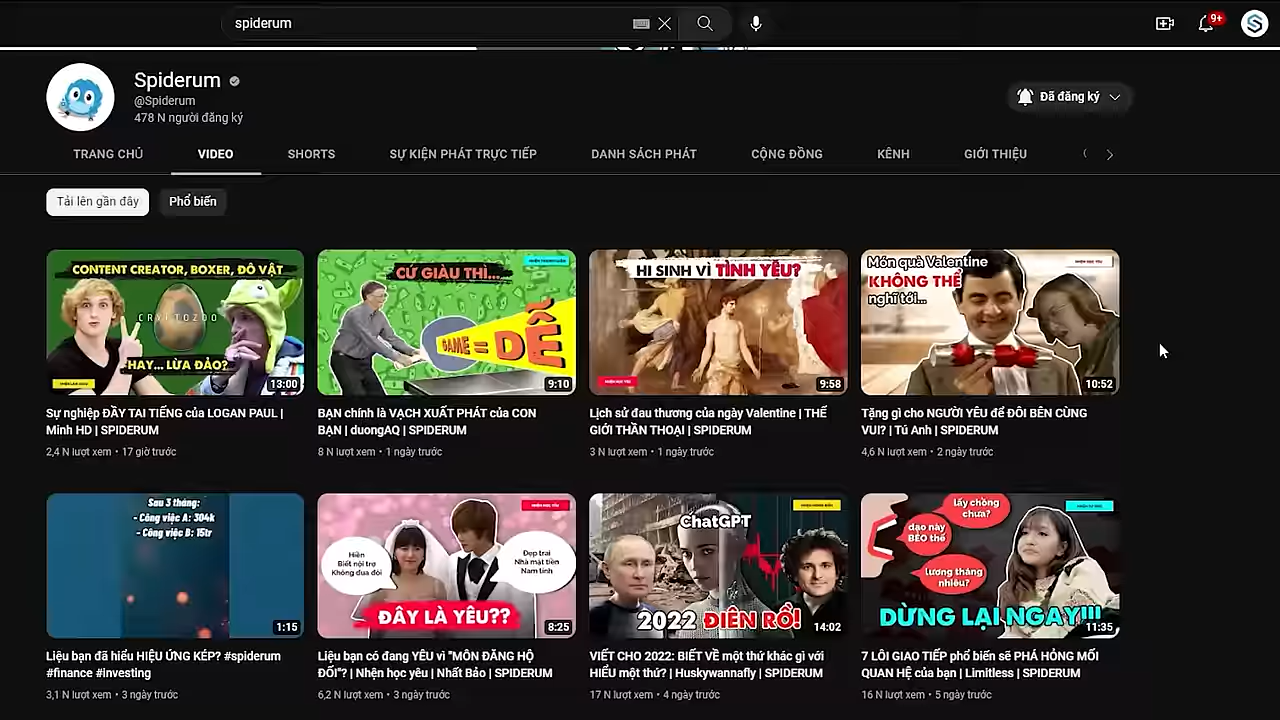 spiderum
9+
Spiderum
@Spiderum
478 N người đăng ký
Đã đăng ký
TRANG CHỦ
VIDEO
SHORTS
SỰ KIỆN PHÁT TRỰC TIẾP
DANH SÁCH PHÁT
CỘNG ĐỒNG
KÊNH
GIỚI THIỆU
Tải lên gần đây
Phổ biến
CONTENT CREATOR, BOXER, ĐÔ VẬT
CRYPTOZOO
HAY... LỪA ĐẢO?
13:00
Sự nghiệp ĐẦY TAI TIẾNG của LOGAN PAUL |
Minh HD | SPIDERUM
2,4 N lượt xem • 17 giờ trước
CỨ GIÀU THÌ...
GAME = DỄ
9:10
BẠN chính là VẠCH XUẤT PHÁT của CON
BẠN | duongAQ | SPIDERUM
8 N lượt xem • 1 ngày trước
HI SINH VÌ TÌNH YÊU?
9:58
Lịch sử đau thương của ngày Valentine | THẾ
GIỚI THẦN THOẠI | SPIDERUM
3 N lượt xem • 1 ngày trước
Món quà Valentine
KHÔNG THỂ
nghĩ tới...
10:52
Tặng gì cho NGƯỜI YÊU để ĐÔI BÊN CÙNG
VUI? | Tú Anh | SPIDERUM
4,6 N lượt xem • 2 ngày trước
Sau 3 tháng:
- Công việc A: 304k
- Công việc B: 15tr
1:15
Liệu bạn đã hiểu HIỆU ỨNG KÉP? #spiderum
#finance #investing
3,1 N lượt xem • 3 ngày trước
Hiền
Biết nội trợ
Không đua đòi
Đẹp trai
Nhà mặt tiền
Nam tính
ĐÂY LÀ YÊU??
8:25
Liệu bạn có đang YÊU vì "MÔN ĐĂNG HỘ
ĐỐI"? | Nhện học yêu | Nhất Bảo | SPIDERUM
6,2 N lượt xem • 3 ngày trước
ChatGPT
2022 ĐIÊN RỒ!
14:02
VIẾT CHO 2022: BIẾT VỀ một thứ khác gì với
HIỂU một thứ? | Huskywannafly | SPIDERUM
17 N lượt xem • 4 ngày trước
lấy chồng
chưa?
dạo này
BÉO thế
lương tháng
nhiêu?
DỪNG LẠI NGAY!!!
11:35
7 LỐI GIAO TIẾP phổ biến sẽ PHÁ HỎNG MỐI
QUAN HỆ của bạn | Limitless | SPIDERUM
16 N lượt xem • 5 ngày trước